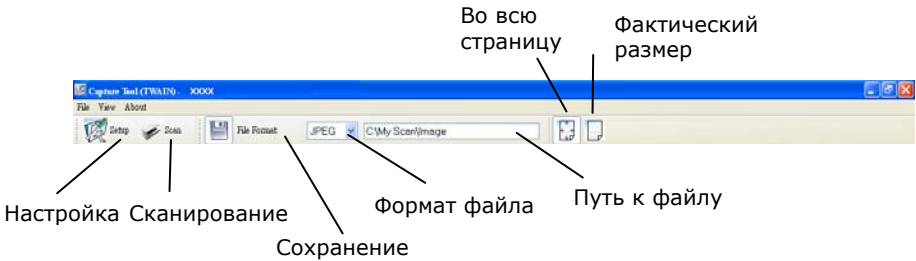 Во всю
страницу
Фактический
размер
Capture Tool (TWAIN) - XXXX
File View About
Setup Scan File Format JPEG C:\My Scan\Image
Настройка Сканирование
Формат файла
Путь к файлу
Сохранение